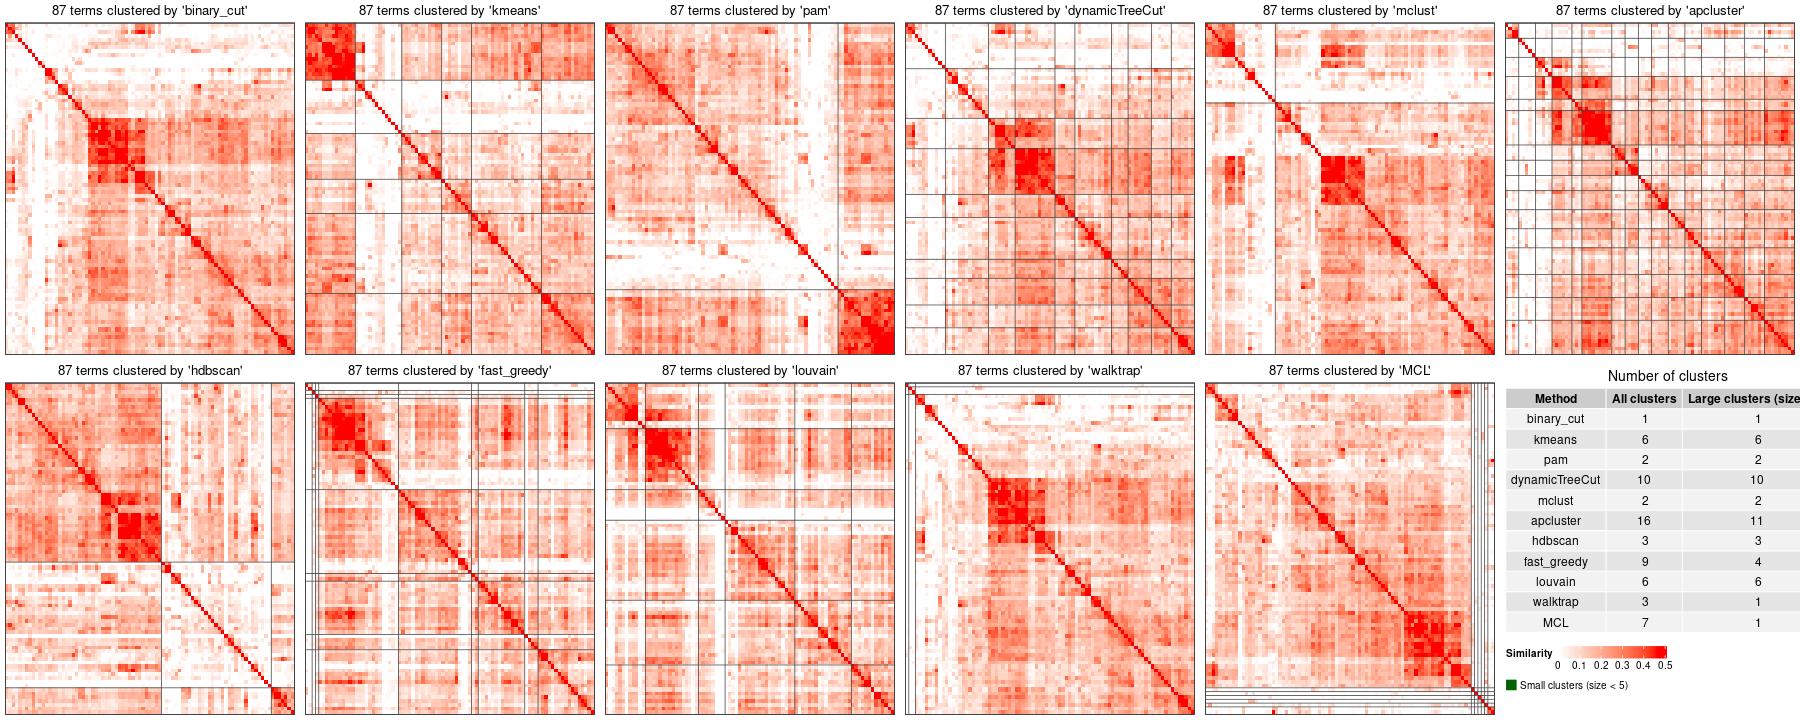 87 terms clustered by 'binary_cut'
87 terms clustered by 'kmeans'
87 terms clustered by 'pam'
87 terms clustered by 'dynamicTreeCut'
87 terms clustered by 'mclust'
87 terms clustered by 'apcluster'
87 terms clustered by 'hdbscan'
87 terms clustered by 'fast_greedy'
87 terms clustered by 'louvain'
87 terms clustered by 'walktrap'
87 terms clustered by 'MCL'
Number of clusters
Method All clusters Large clusters (size
binary_cut 1 1
kmeans 6 6
pam 2 2
dynamicTreeCut 10 10
mclust 2 2
apcluster 16 11
hdbscan 3 3
fast_greedy 9 4
louvain 6 6
walktrap 3 1
MCL 7 1
Similarity
0 0.1 0.2 0.3 0.4 0.5
Small clusters (size < 5)